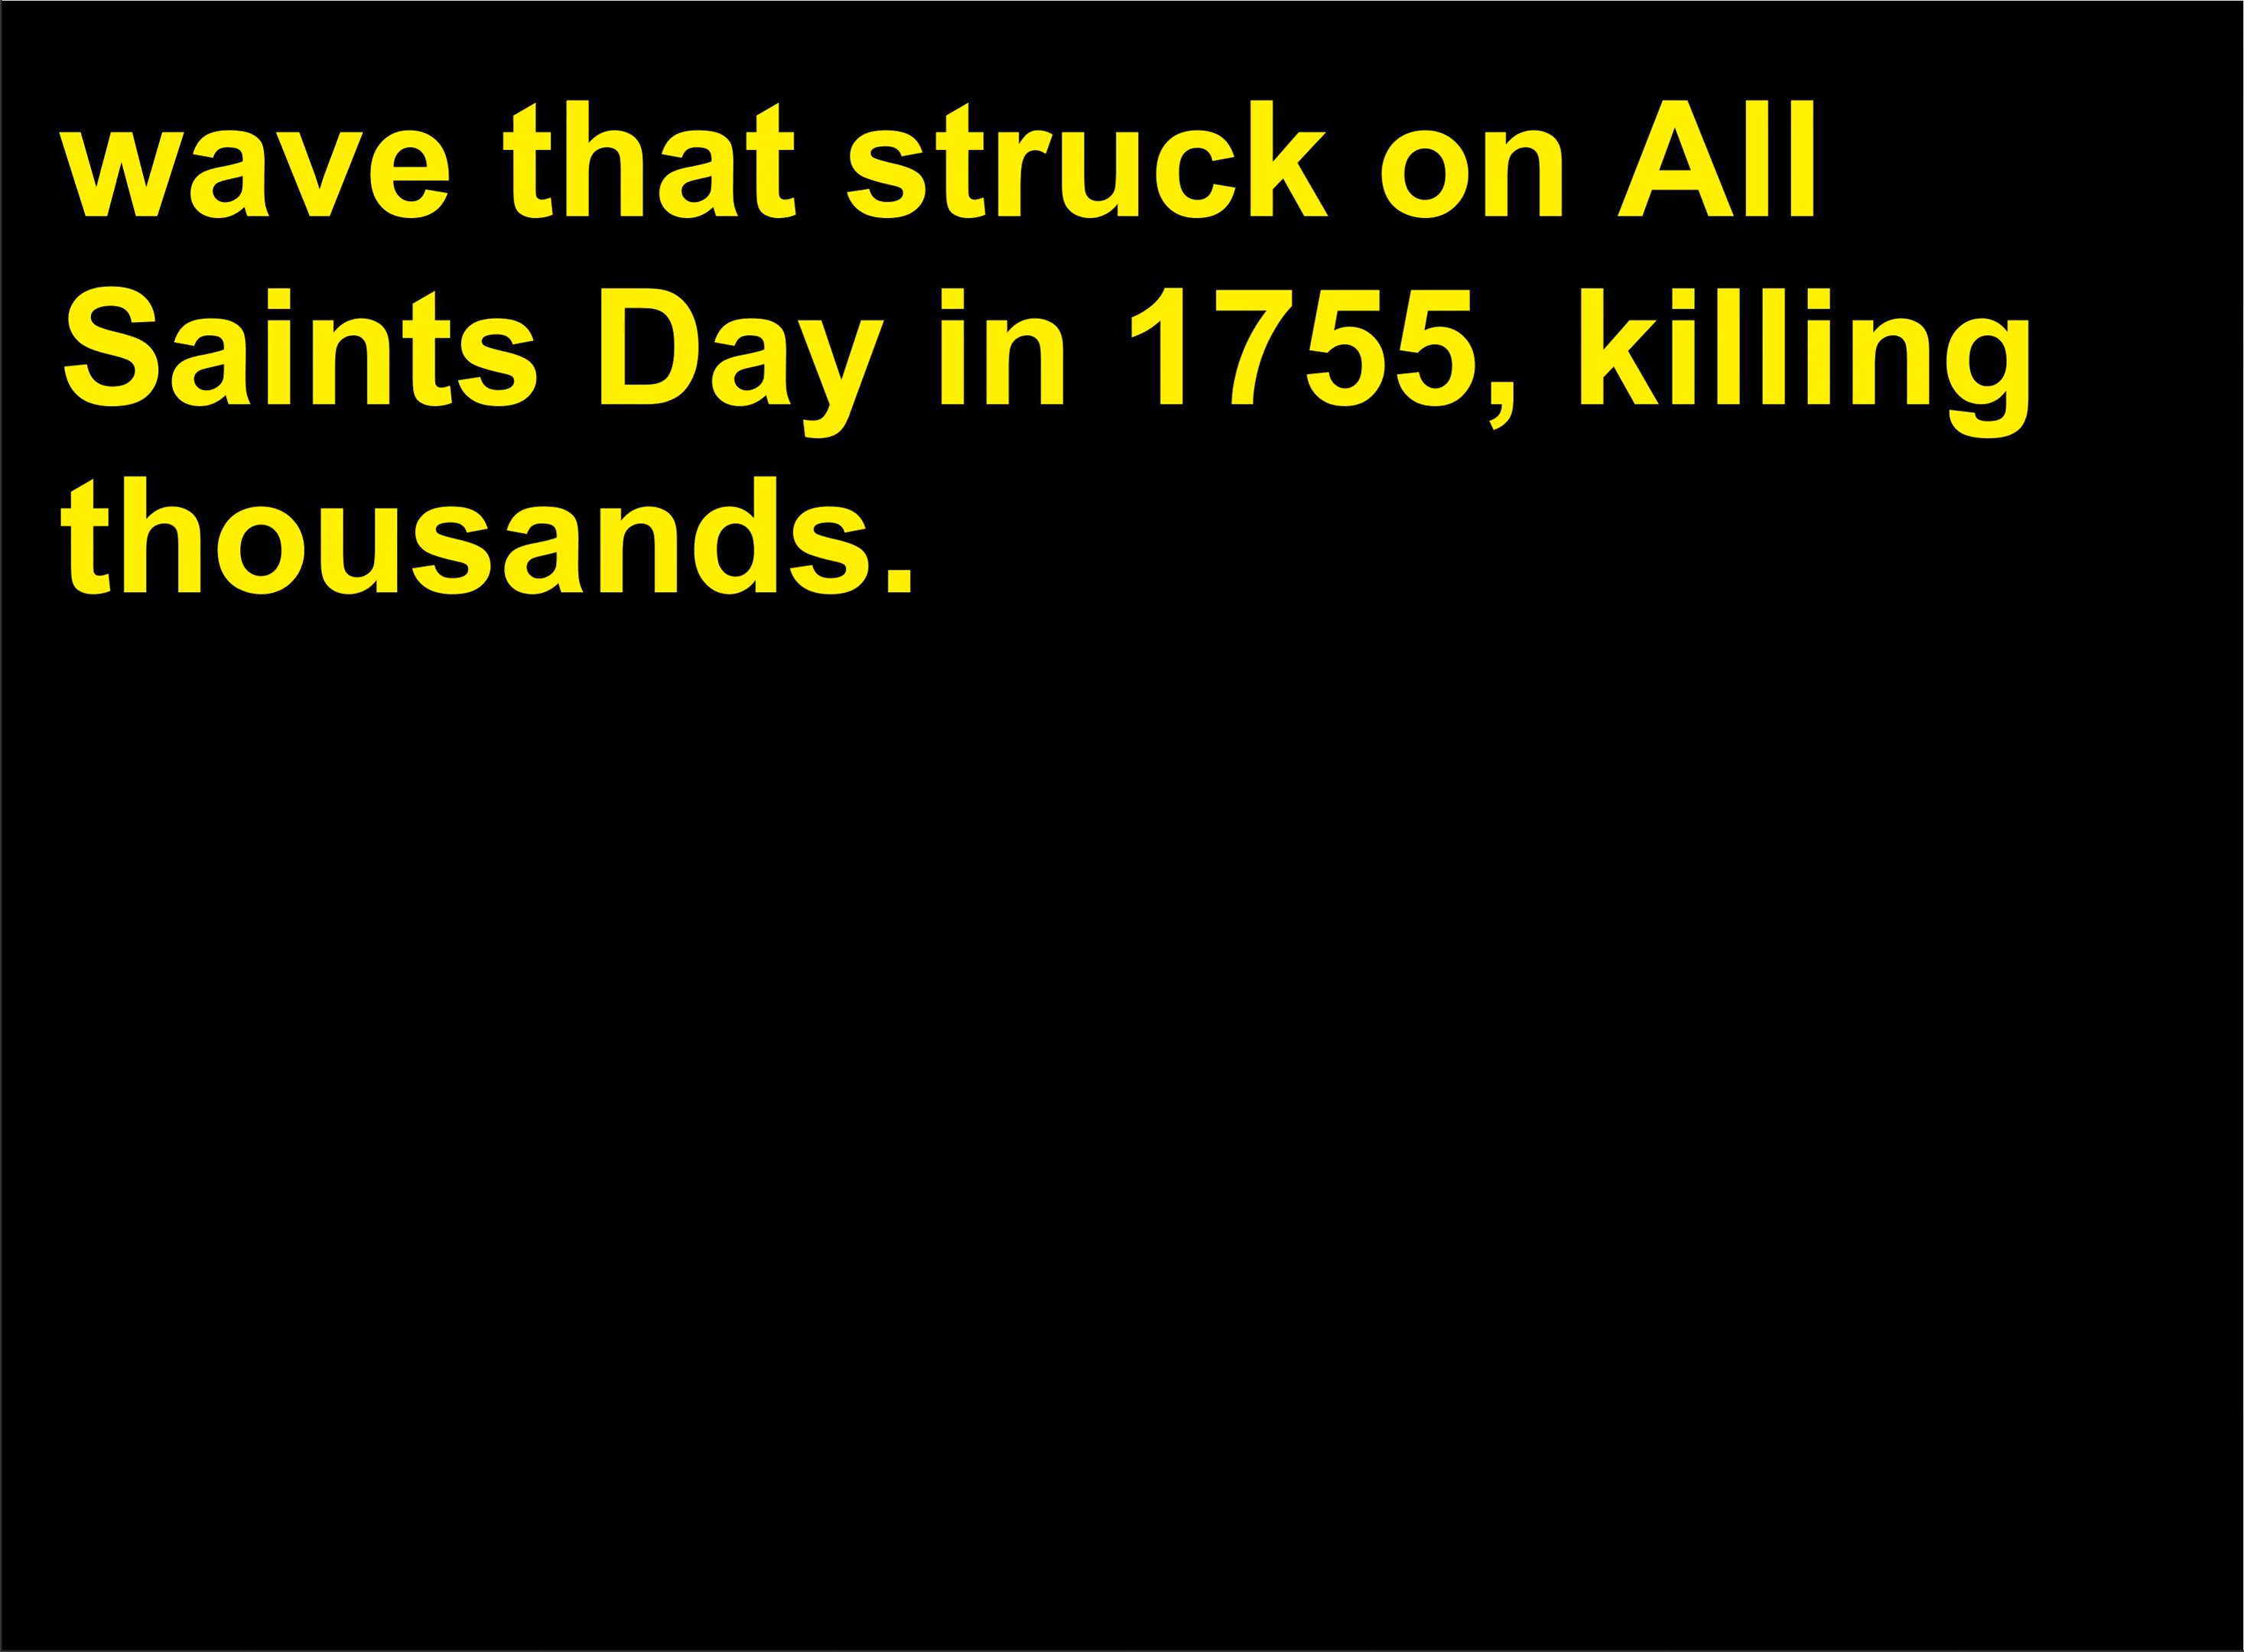 wave that struck on All
Saints Day in 1755, killing
thousands.